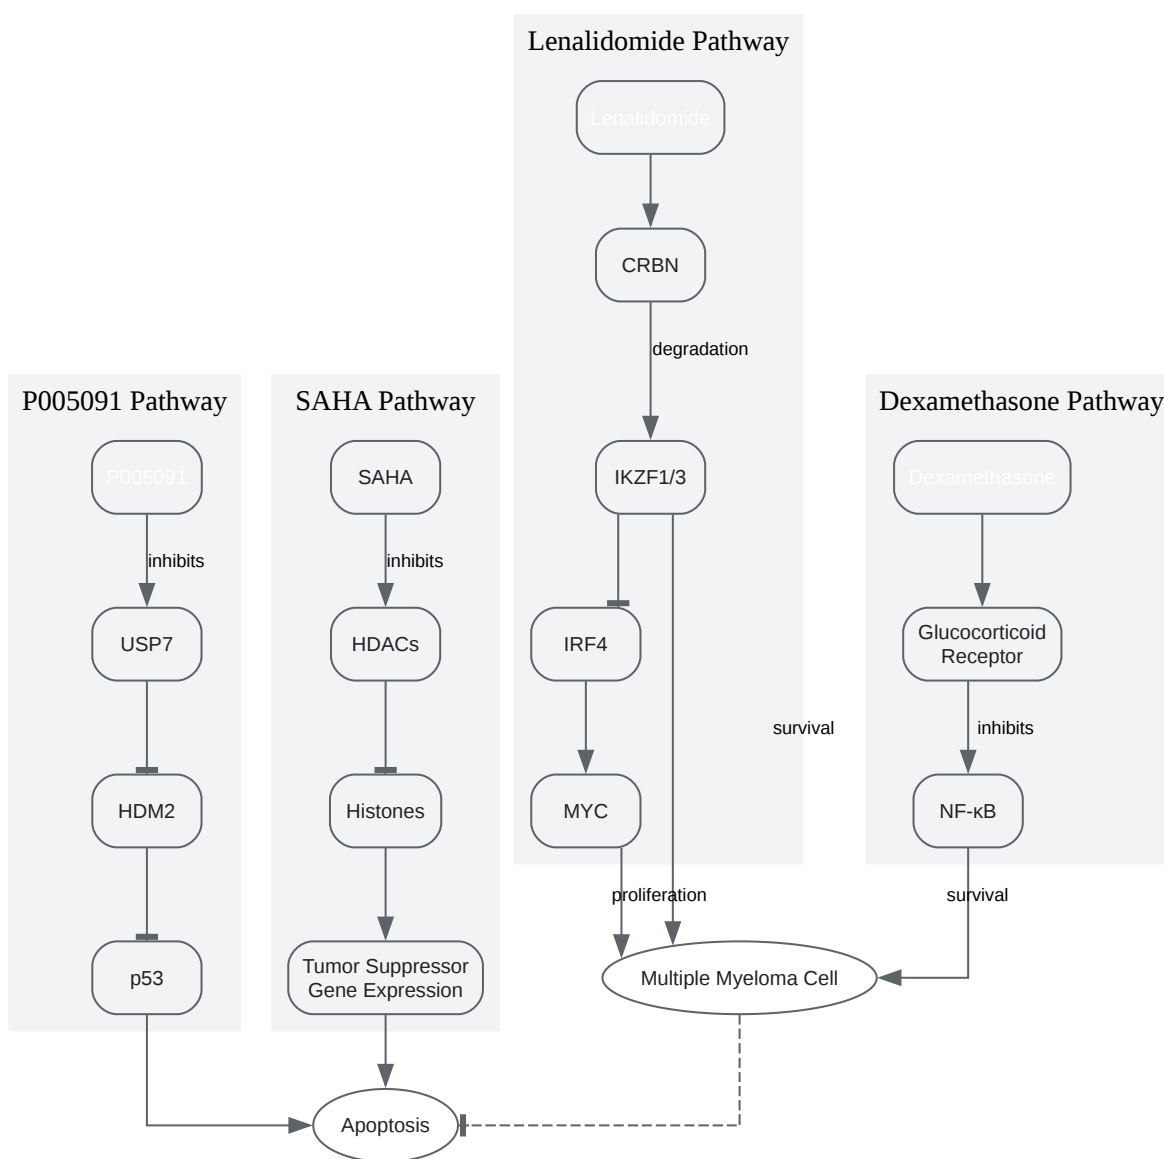 Lenalidomide Pathway
Lenalidomide
CRBN
degradation
IKZF1/3
IRF4
MYC
survival
proliferation
P005091 Pathway
P005091
inhibits
USP7
HDM2
p53
SAHA Pathway
SAHA
inhibits
HDACs
Histones
Tumor Suppressor
Gene Expression
Dexamethasone Pathway
Dexamethasone
Glucocorticoid
Receptor
inhibits
NF-κB
survival
Multiple Myeloma Cell
Apoptosis